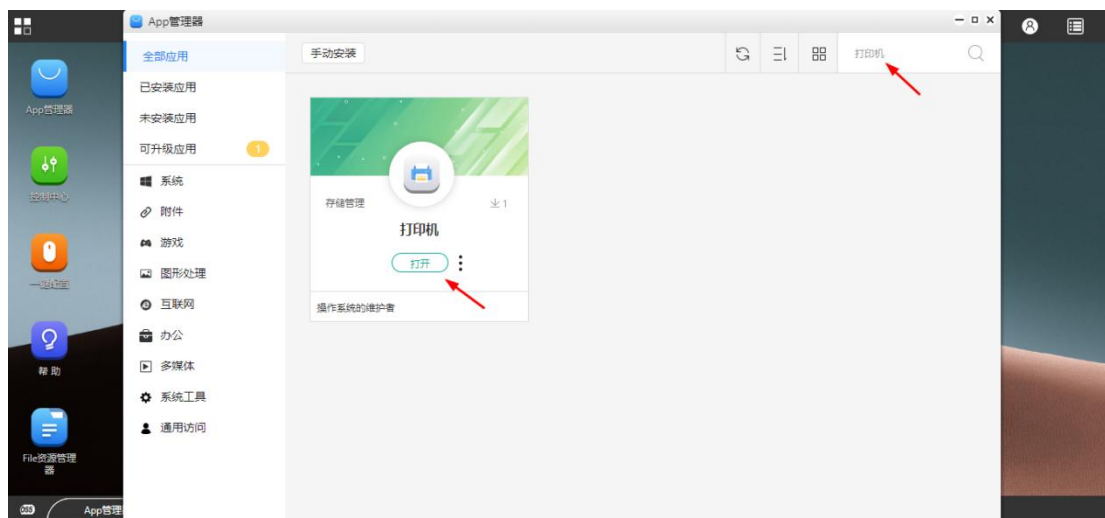 App管理器
全部应用
手动安装
打印机
已安装应用
未安装应用
可升级应用
1
系统
附件
游戏
图形处理
互联网
办公
多媒体
系统工具
通用访问
存储管理
1
打印机
打开
操作系统的维护者
App管理器
控制中心
一键配置
帮助
File资源管理
器
App管理